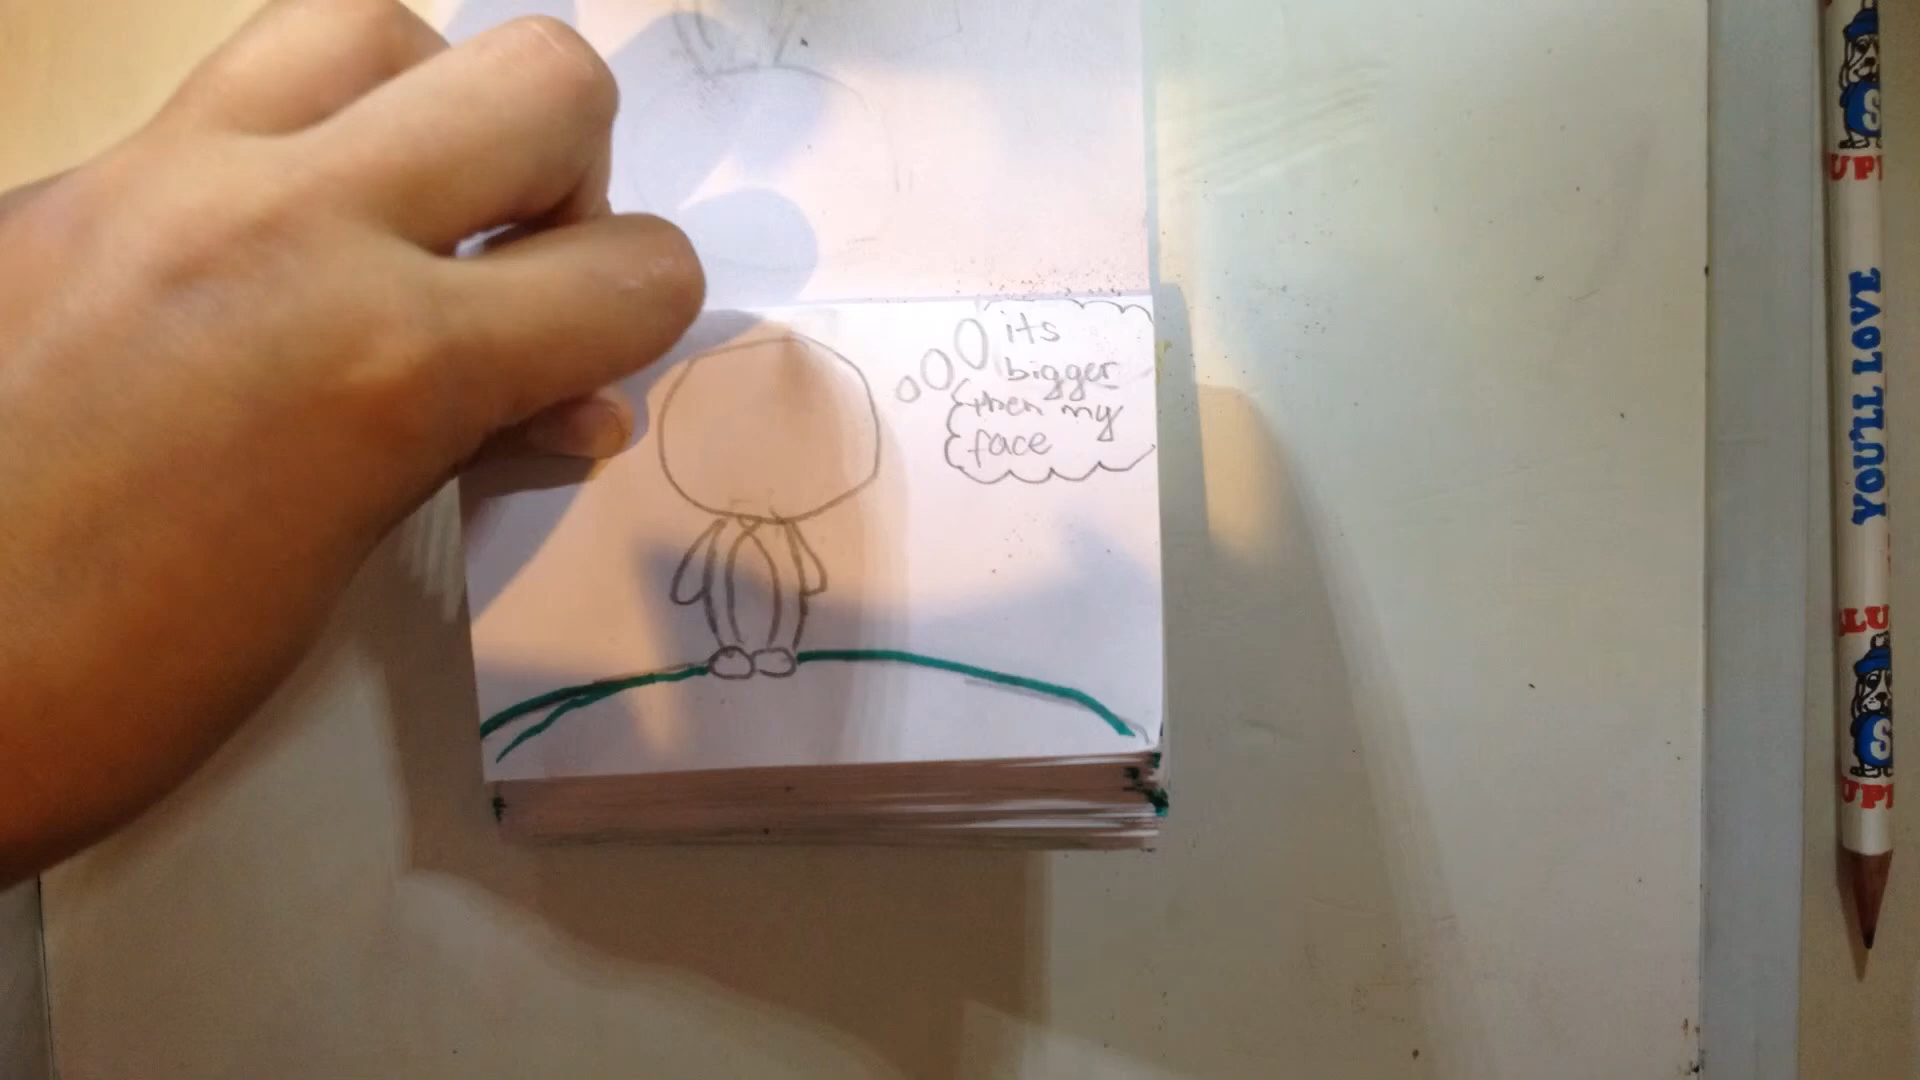 its
bigger
then my
face
YOU'LL LOVE